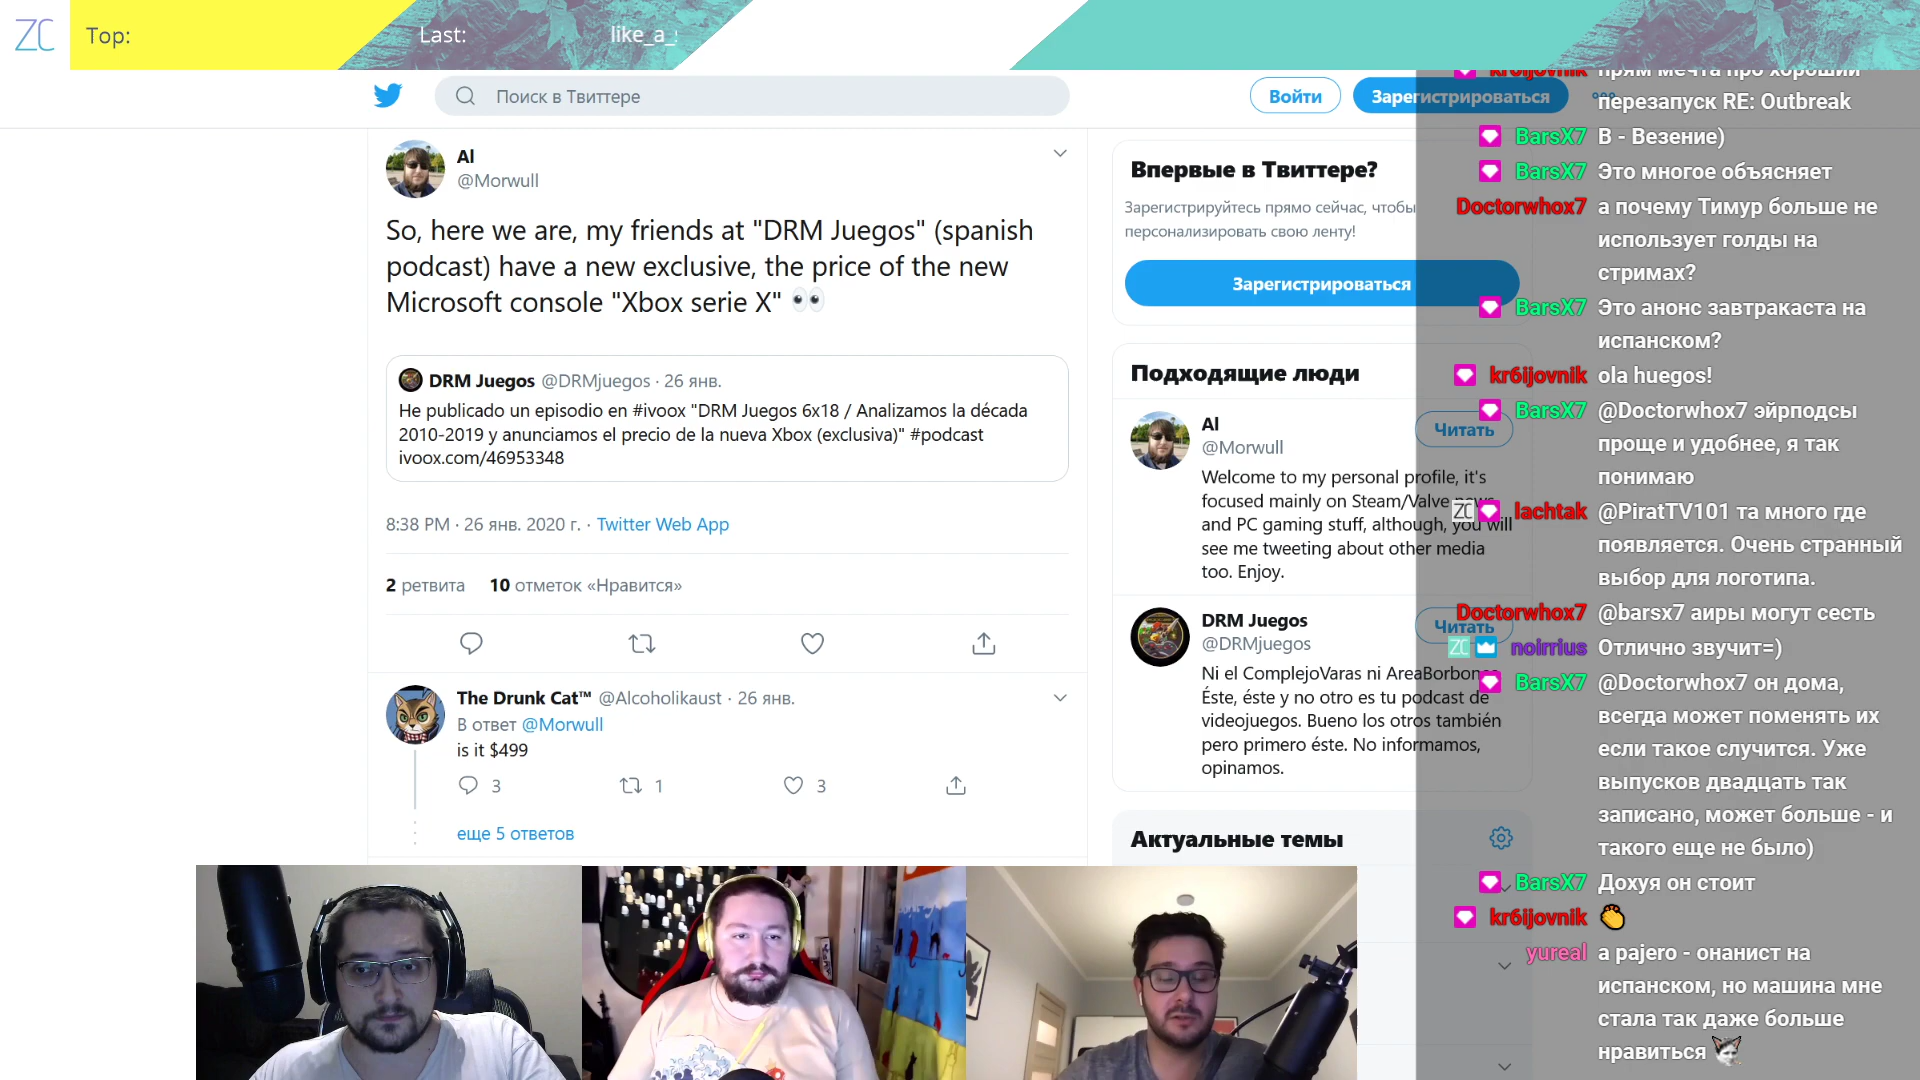 ZC
Top:
Last:
like_a_
Поиск в Твиттере
Войти
Зарегистрироваться
Al
@Morwull
So, here we are, my friends at "DRM Juegos" (spanish
podcast) have a new exclusive, the price of the new
Microsoft console "Xbox serie X" 👀
DRM Juegos @DRMjuegos · 26 янв.
He publicado un episodio en #ivoox "DRM Juegos 6x18 / Analizamos la década
2010-2019 y anunciamos el precio de la nueva Xbox (exclusiva)" #podcast
ivoox.com/46953348
8:38 PM · 26 янв. 2020 г. · Twitter Web App
2 ретвита 10 отметок «Нравится»
The Drunk Cat™ @Alcoholikaust · 26 янв.
В ответ @Morwull
is it $499
3 1 3
еще 5 ответов
Впервые в Твиттере?
Зарегистрируйтесь прямо сейчас, чтобы
персонализировать свою ленту!
Зарегистрироваться
Подходящие люди
Al
@Morwull
Читать
Welcome to my personal profile, it's
focused mainly on Steam/Valve news
and PC gaming stuff, although, you will
see me tweeting about other media
too. Enjoy.
DRM Juegos
@DRMjuegos
Читать
Ni el ComplejoVaras ni AreaBorbone
Éste, éste y no otro es tu podcast de
videojuegos. Bueno los otros también
pero primero éste. No informamos,
opinamos.
Актуальные темы
kr6ijovnik прям мечта про хороший
перезапуск RE: Outbreak
BarsX7 В - Везение)
BarsX7 Это многое объясняет
Doctorwhox7 а почему Тимур больше не
использует голды на
стримах?
BarsX7 Это анонс завтракаста на
испанском?
kr6ijovnik ola huegos!
BarsX7 @Doctorwhox7 эйрподсы
проще и удобнее, я так
понимаю
ZC lachtak @PiratTV101 та много где
появляется. Очень странный
выбор для логотипа.
Doctorwhox7 @barsx7 аиры могут сесть
ZC noirrius Отлично звучит=)
BarsX7 @Doctorwhox7 он дома,
всегда может поменять их
если такое случится. Уже
выпусков двадцать так
записано, может больше - и
такого еще не было)
BarsX7 Дохуя он стоит
kr6ijovnik 👏
yureal а pajero - онанист на
испанском, но машина мне
стала так даже больше
нравиться